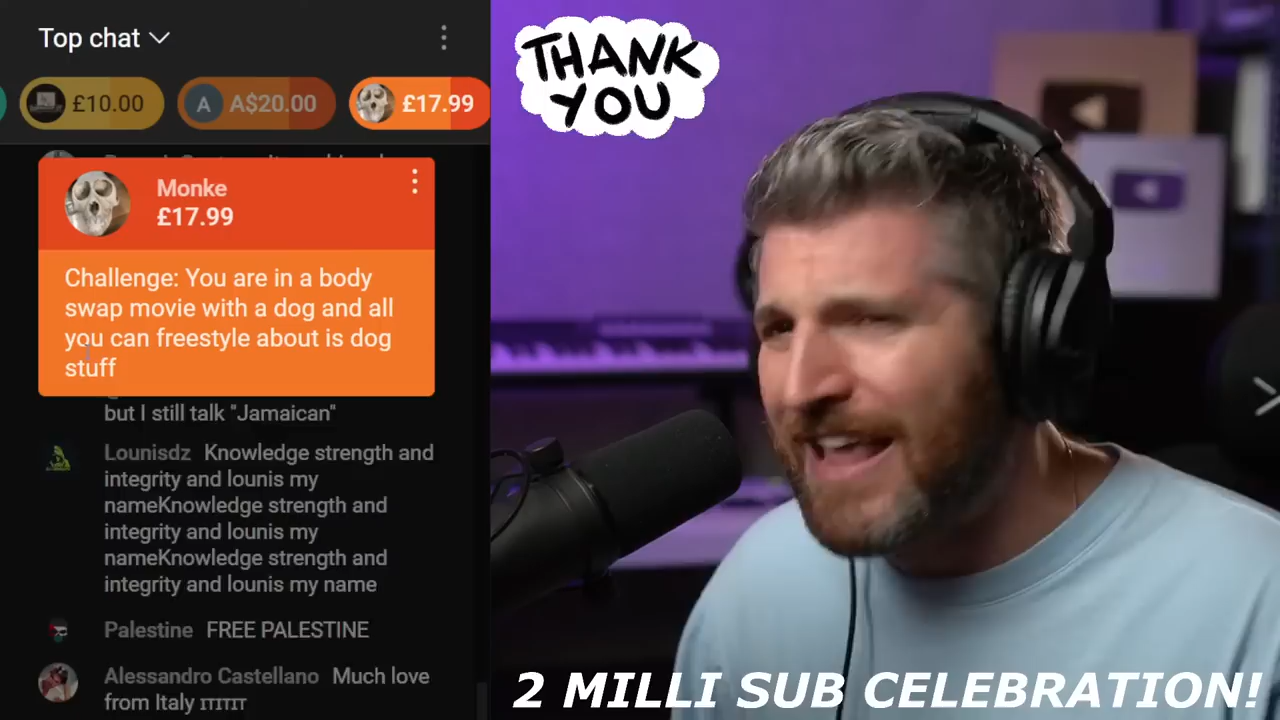 Top chat
£10.00
A
A$20.00
£17.99
THANK
YOU
Monke
£17.99
Challenge: You are in a body
swap movie with a dog and all
you can freestyle about is dog
stuff
but I still talk "Jamaican"
Lounisdz Knowledge strength and
integrity and lounis my
nameKnowledge strength and
integrity and lounis my
nameKnowledge strength and
integrity and lounis my name
Palestine FREE PALESTINE
Alessandro Castellano Much love
from Italy ITITIT
2 MILLI SUB CELEBRATION!